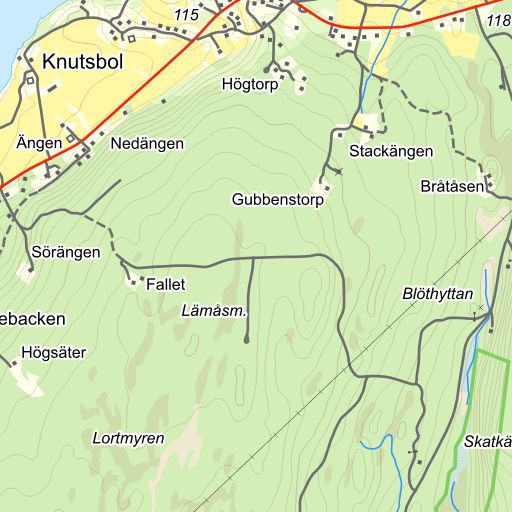 115
118
Knutsbol
Högtorp
Ängen
Nedängen
Stackängen
Gubbenstorp
Bråtåsen
Sörängen
Fallet
Blöthyttan
Lämåsm.
ebacken
Högsäter
Lortmyren
Skatkä